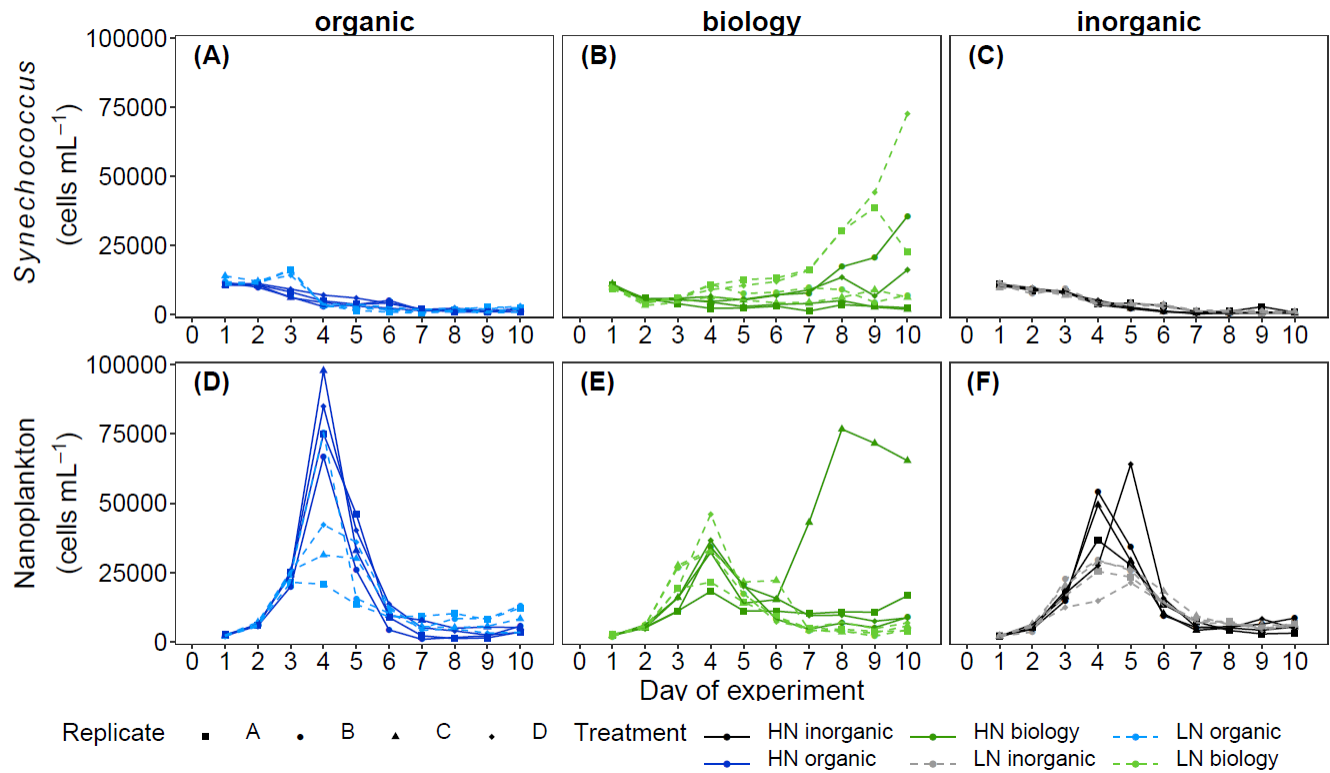 organic biology inorganic
Synechococcus
(cells mL⁻¹)
100000
75000
50000
25000
0
(A)
(B)
(C)
0 1 2 3 4 5 6 7 8 9 10
0 1 2 3 4 5 6 7 8 9 10
0 1 2 3 4 5 6 7 8 9 10
Nanoplankton
(cells mL⁻¹)
100000
75000
50000
25000
0
(D)
(E)
(F)
0 1 2 3 4 5 6 7 8 9 10
0 1 2 3 4 5 6 7 8 9 10
0 1 2 3 4 5 6 7 8 9 10
Day of experiment
Replicate A B C D Treatment HN inorganic HN biology LN organic
HN organic LN inorganic LN biology